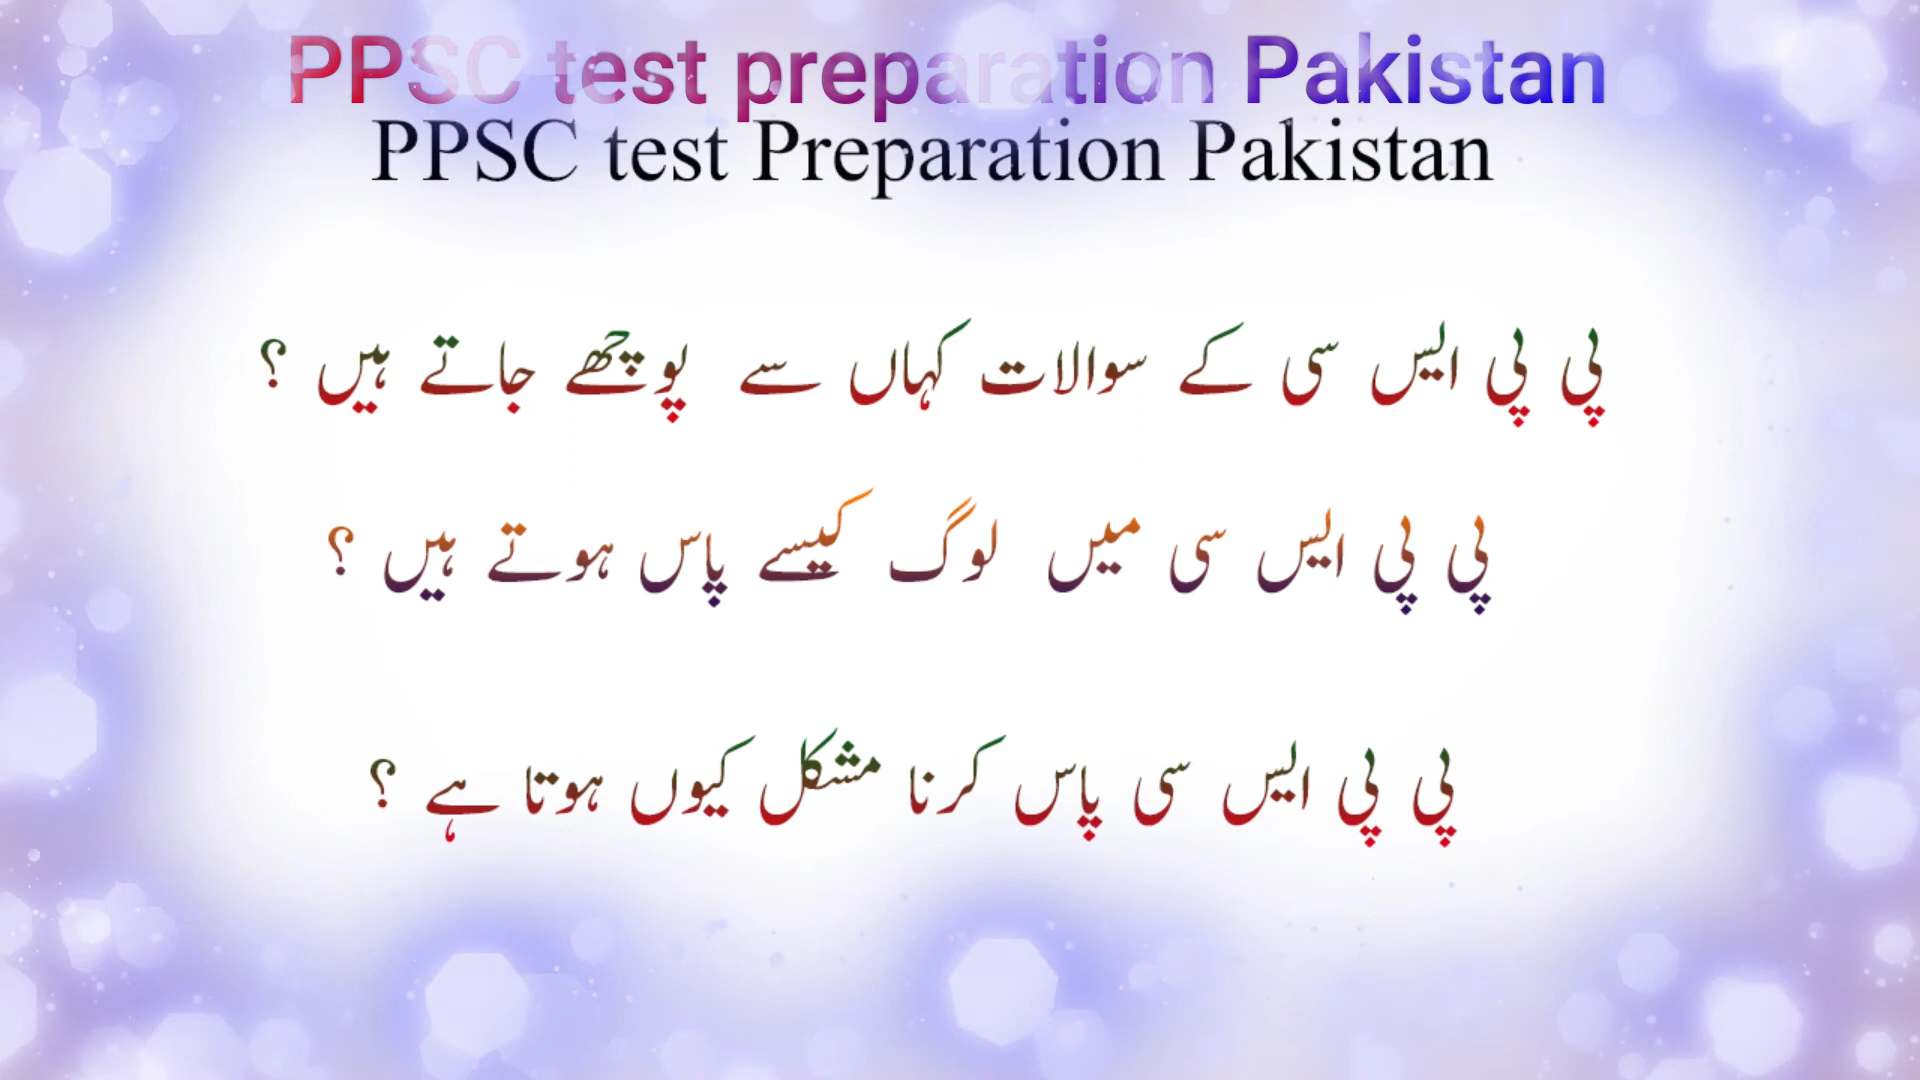 PPSC test preparation Pakistan
PPSC test Preparation Pakistan
پی پی ایس سی کے سوالات کہاں سے پوچھے جاتے ہیں ؟
پی پی ایس سی میں لوگ کیسے پاس ہوتے ہیں ؟
پی پی ایس سی پاس کرنا مشکل کیوں ہوتا ہے ؟